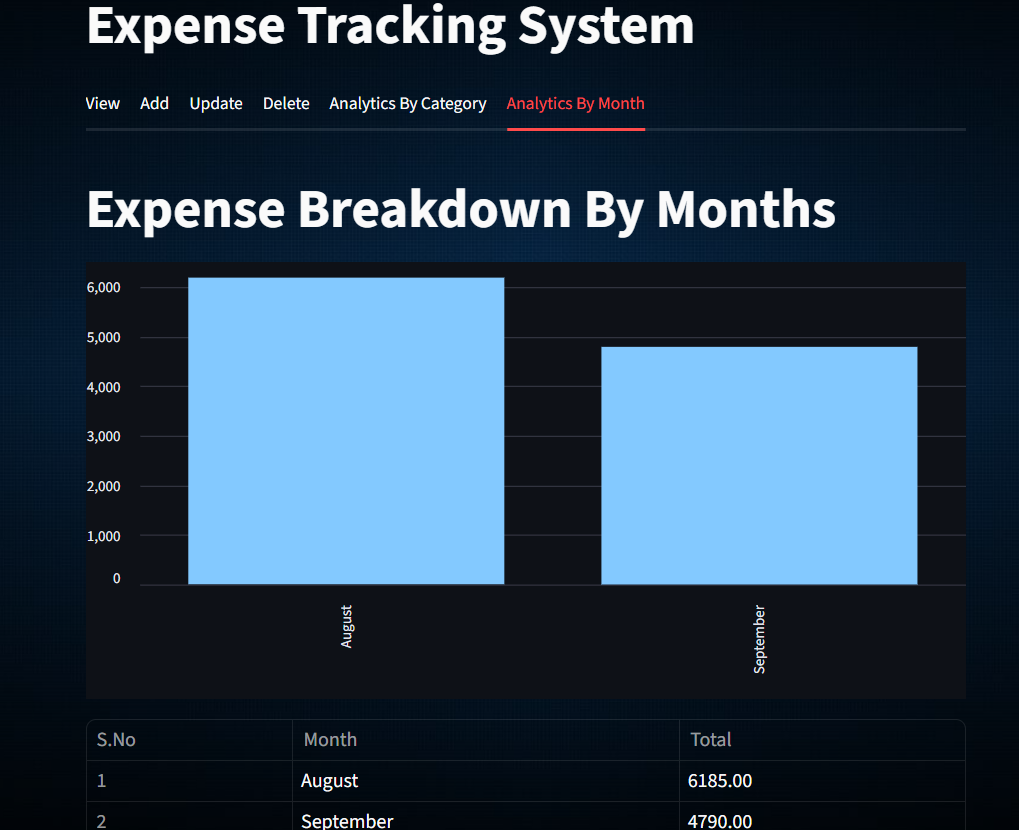 Expense Tracking System
View Add Update Delete Analytics By Category Analytics By Month
Expense Breakdown By Months
6,000
5,000
4,000
3,000
2,000
1,000
0
August September
S.No Month Total
1 August 6185.00
2 September 4790.00